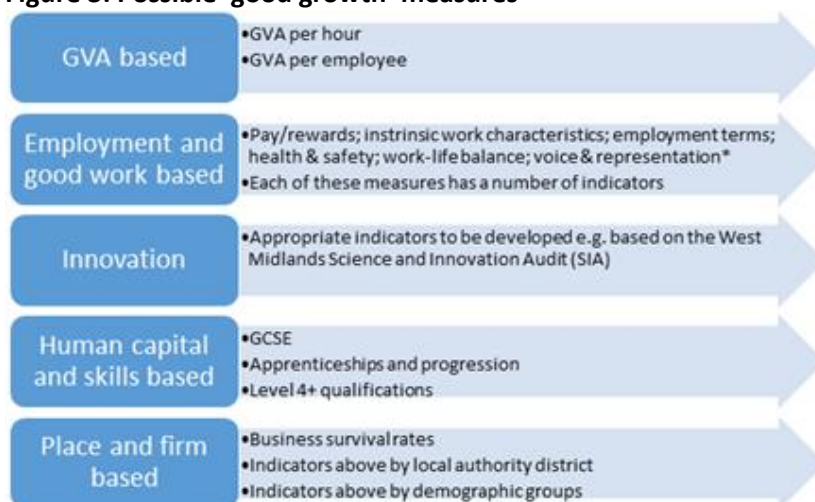 Figure Possible 'good growth' measures
GVA based
•GVA per hour
•GVA per employee
Employment and
good work based
•Pay/rewards; instrinsic work characteristics; employment terms;
health & safety; work-life balance; voice & representation*
•Each of these measures has a number of indicators
Innovation
•Appropriate indicators to be developed e.g. based on the West
Midlands Science and Innovation Audit (SIA)
Human capital
and skills based
•GCSE
•Apprenticeships and progression
•Level 4+ qualifications
Place and firm
based
•Business survival rates
•Indicators above by local authority district
•Indicators above by demographic groups